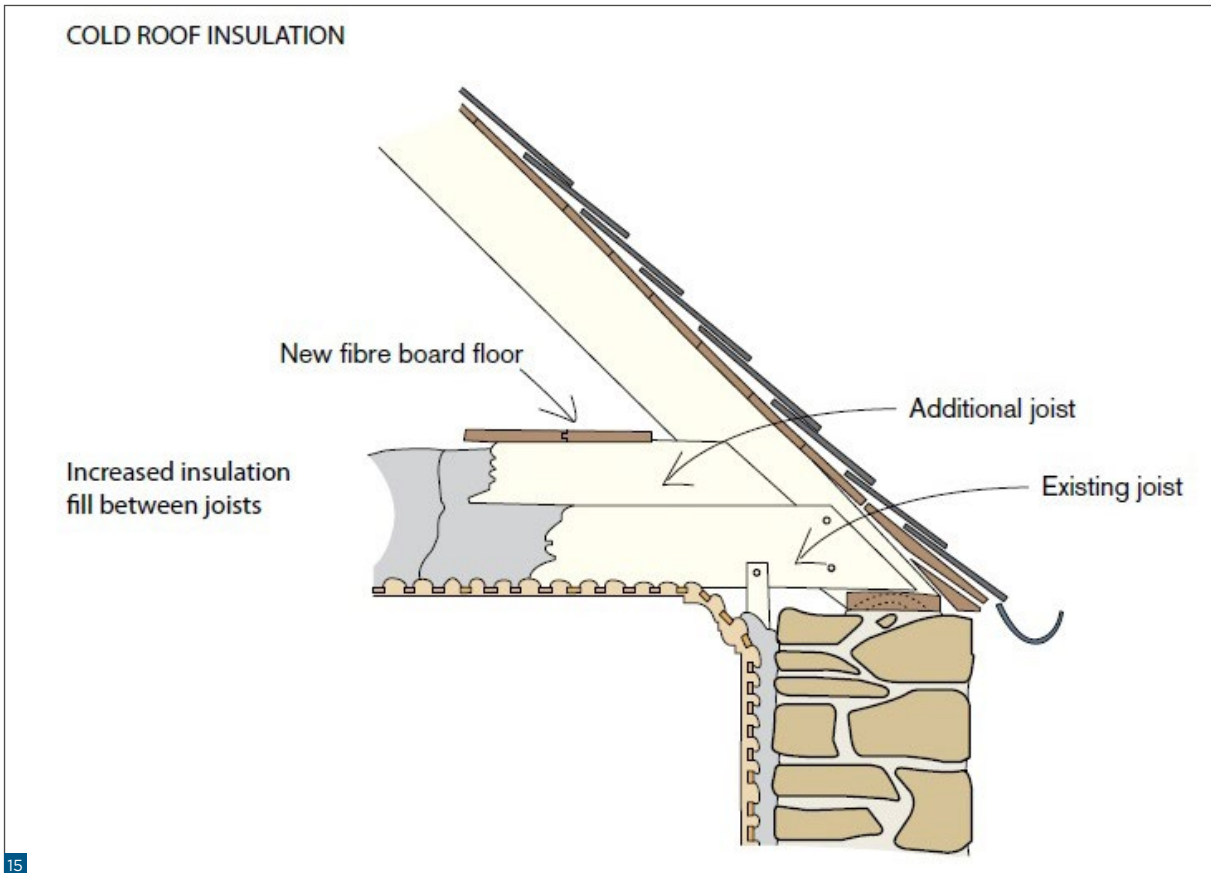 COLD ROOF INSULATION
New fibre board floor
Additional joist
Increased insulation
fill between joists
Existing joist
15